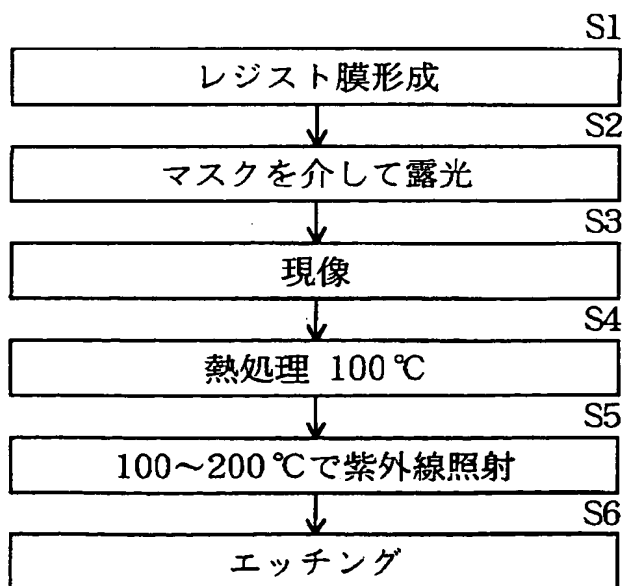 S1
レジスト膜形成
S2
マスクを介して露光
S3
現像
S4
熱処理 100℃
S5
100～200℃で紫外線照射
S6
エッチング